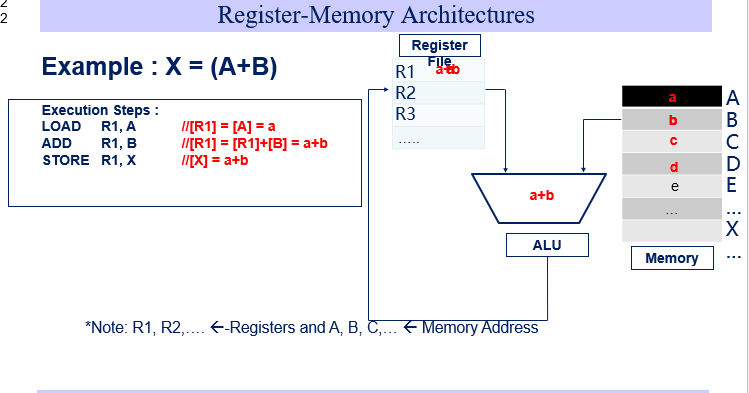 2
2
Register-Memory Architectures
Example : X = (A+B)
Execution Steps :
LOAD R1, A //[R1] = [A] = a
ADD R1, B //[R1] = [R1]+[B] = a+b
STORE R1, X //[X] = a+b
Register
File
R1 a+b
R2
R3
.....
a+b
ALU
a A
b B
c C
d D
e E
... ...
X
Memory ...
*Note: R1, R2,.... ←-Registers and A, B, C,... ← Memory Address